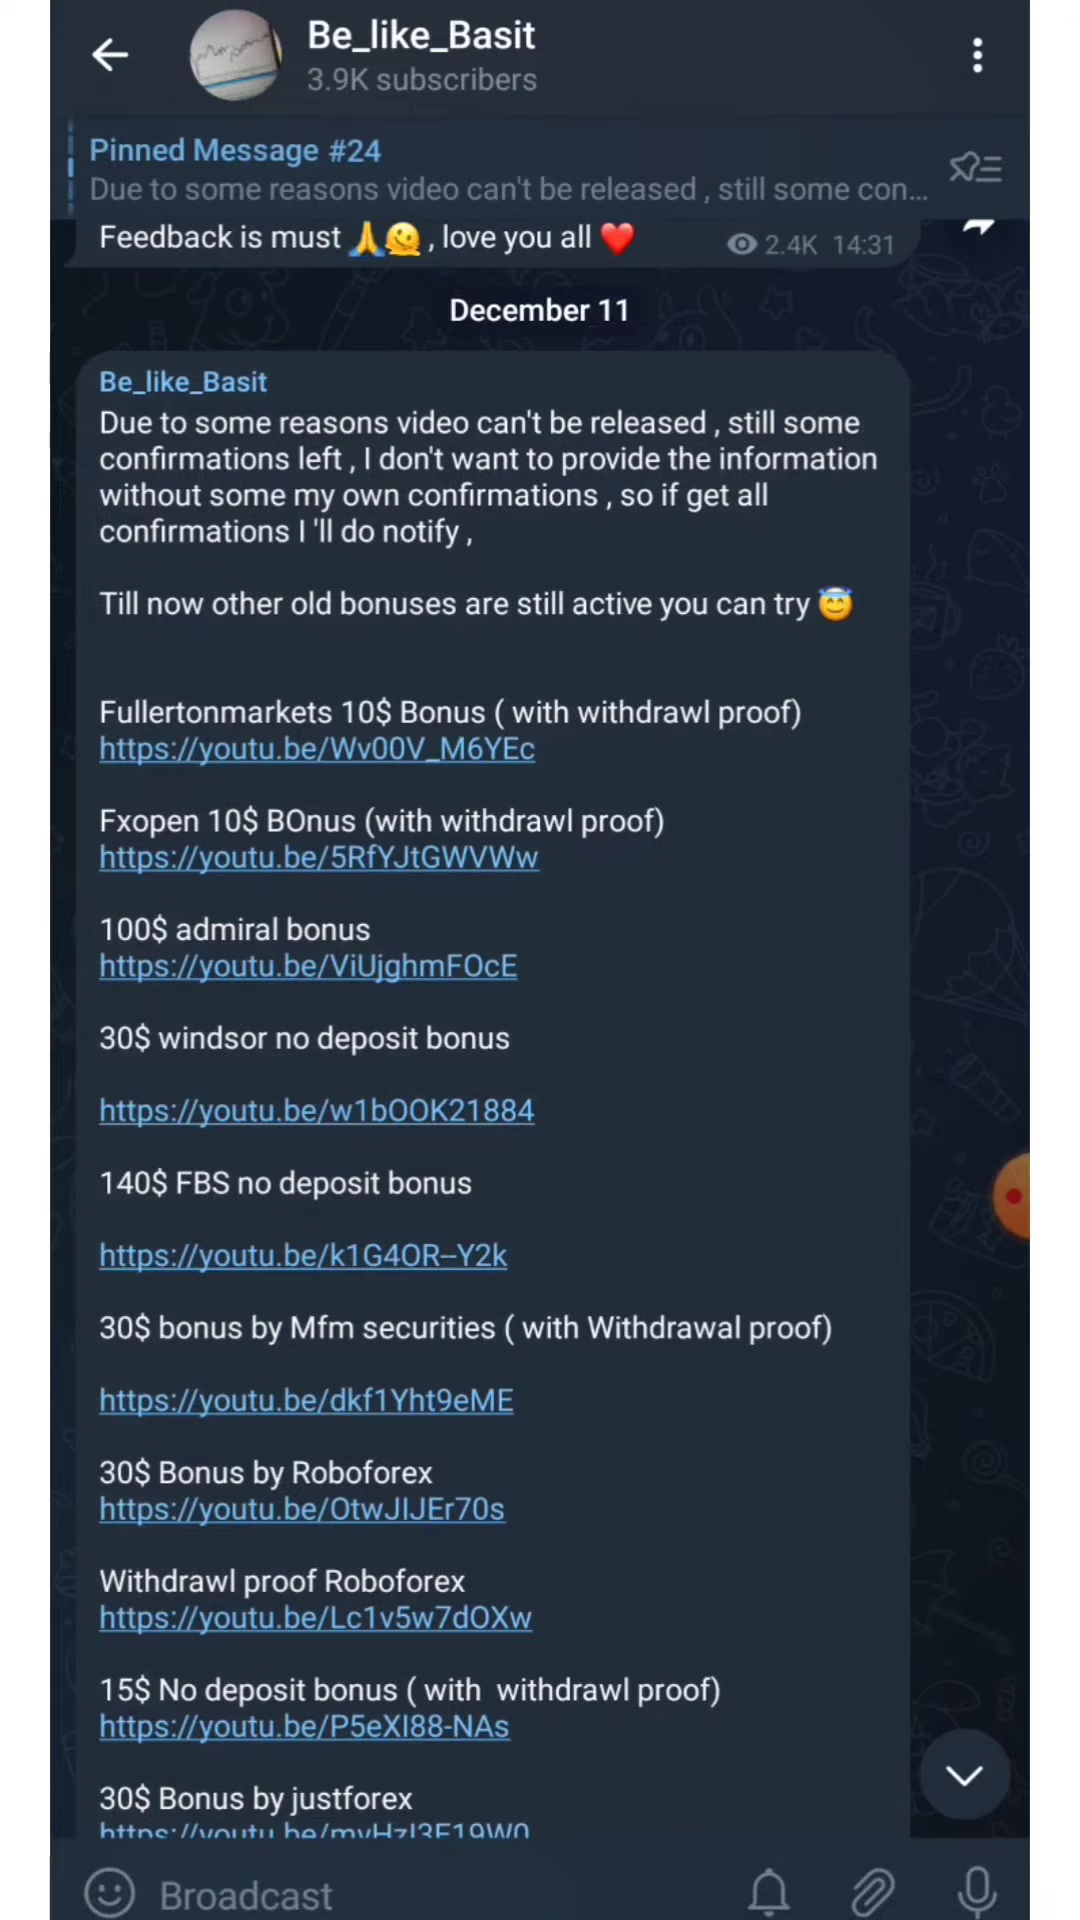 Be_like_Basit
3.9K subscribers
Pinned Message #24
Due to some reasons video can't be released , still some con...
Feedback is must 🙏🫠 , love you all ❤️
2.4K 14:31
December 11
Be_like_Basit
Due to some reasons video can't be released , still some
confirmations left , I don't want to provide the information
without some my own confirmations , so if get all
confirmations I 'll do notify ,
Till now other old bonuses are still active you can try 😇
Fullertonmarkets 10$ Bonus ( with withdrawl proof)
https://youtu.be/Wv00V_M6YEc
Fxopen 10$ BOnus (with withdrawl proof)
https://youtu.be/5RfYJtGWVWw
100$ admiral bonus
https://youtu.be/ViUjghmFOcE
30$ windsor no deposit bonus
https://youtu.be/w1bOOK21884
140$ FBS no deposit bonus
https://youtu.be/k1G4OR--Y2k
30$ bonus by Mfm securities ( with Withdrawal proof)
https://youtu.be/dkf1Yht9eME
30$ Bonus by Roboforex
https://youtu.be/OtwJIJEr70s
Withdrawl proof Roboforex
https://youtu.be/Lc1v5w7dOXw
15$ No deposit bonus ( with  withdrawl proof)
https://youtu.be/P5eXI88-NAs
30$ Bonus by justforex
Broadcast